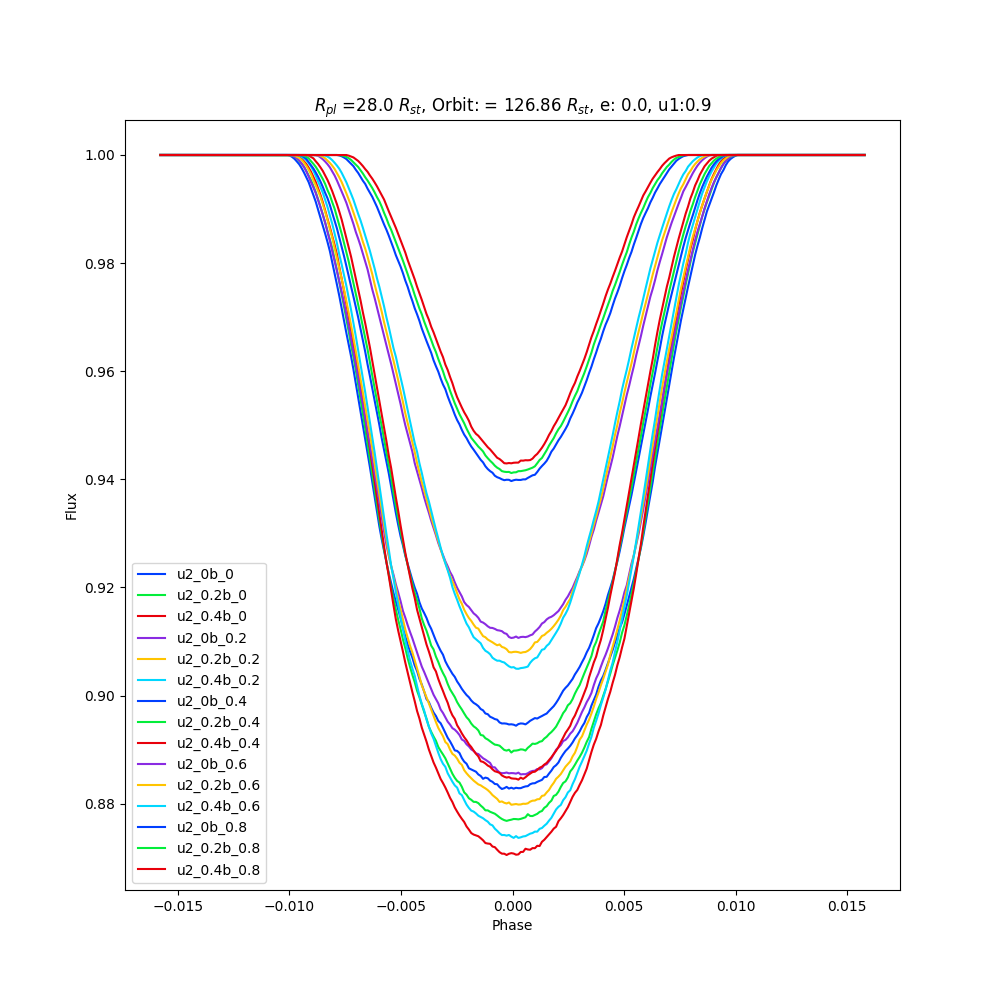 R_pl =28.0 R_st, Orbit: = 126.86 R_st, e: 0.0, u1:0.9
1.00
0.98
0.96
0.94
0.92
0.90
0.88
Flux
u2_0b_0
u2_0.2b_0
u2_0.4b_0
u2_0b_0.2
u2_0.2b_0.2
u2_0.4b_0.2
u2_0b_0.4
u2_0.2b_0.4
u2_0.4b_0.4
u2_0b_0.6
u2_0.2b_0.6
u2_0.4b_0.6
u2_0b_0.8
u2_0.2b_0.8
u2_0.4b_0.8
−0.015 −0.010 −0.005 0.000 0.005 0.010 0.015
Phase